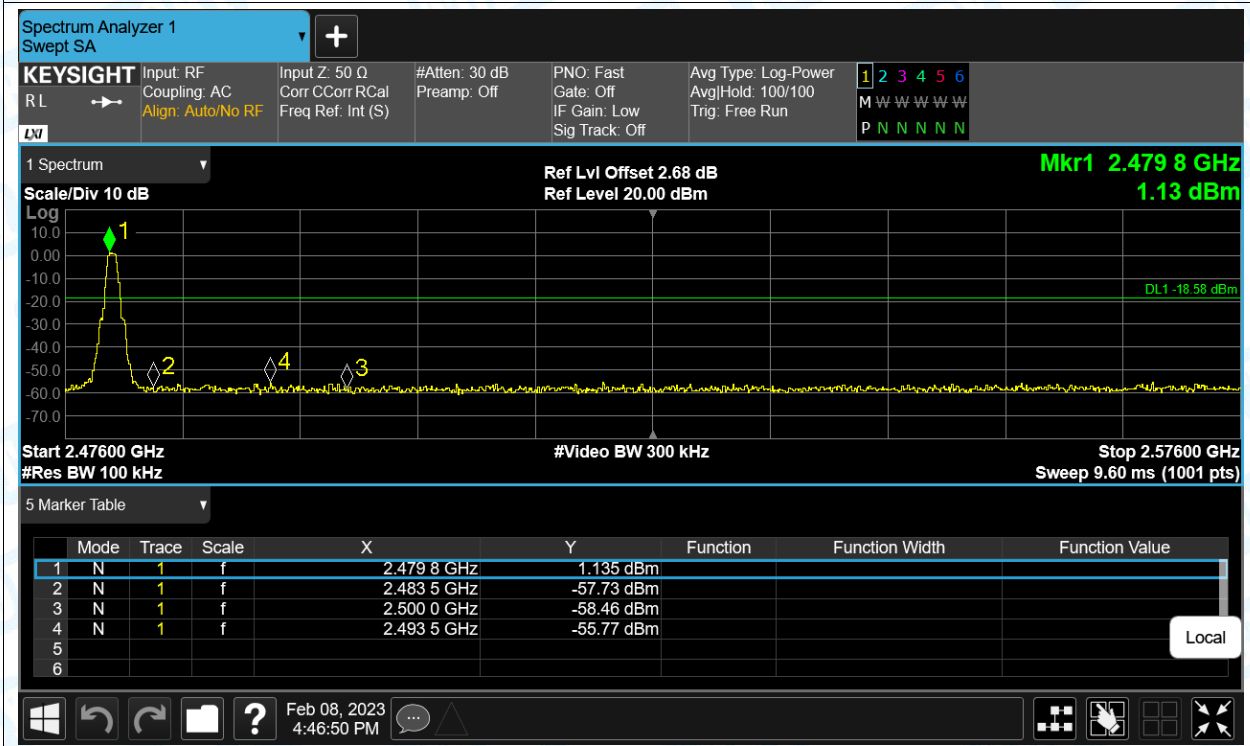 Spectrum Analyzer 1
Swept SA
KEYSIGHT
R L
LXI
Input: RF
Coupling: AC
Align: Auto/No RF
Input Z: 50 Ω
Corr CCorr RCal
Freq Ref: Int (S)
#Atten: 30 dB
Preamp: Off
PNO: Fast
Gate: Off
IF Gain: Low
Sig Track: Off
Avg Type: Log-Power
Avg|Hold: 100/100
Trig: Free Run
1 2 3 4 5 6
M W W W W W
P N N N N N
1 Spectrum
Scale/Div 10 dB
Ref Lvl Offset 2.68 dB
Ref Level 20.00 dBm
Mkr1 2.479 8 GHz
1.13 dBm
Log
10.0
0.00
-10.0
-20.0
-30.0
-40.0
-50.0
-60.0
-70.0
1
2
4
3
DL1 -18.58 dBm
Start 2.47600 GHz
#Res BW 100 kHz
#Video BW 300 kHz
Stop 2.57600 GHz
Sweep 9.60 ms (1001 pts)
5 Marker Table
Mode Trace Scale X Y Function Function Width Function Value
1 N 1 f 2.479 8 GHz 1.135 dBm
2 N 1 f 2.483 5 GHz -57.73 dBm
3 N 1 f 2.500 0 GHz -58.46 dBm
4 N 1 f 2.493 5 GHz -55.77 dBm
5
6
Local
?
Feb 08, 2023
4:46:50 PM